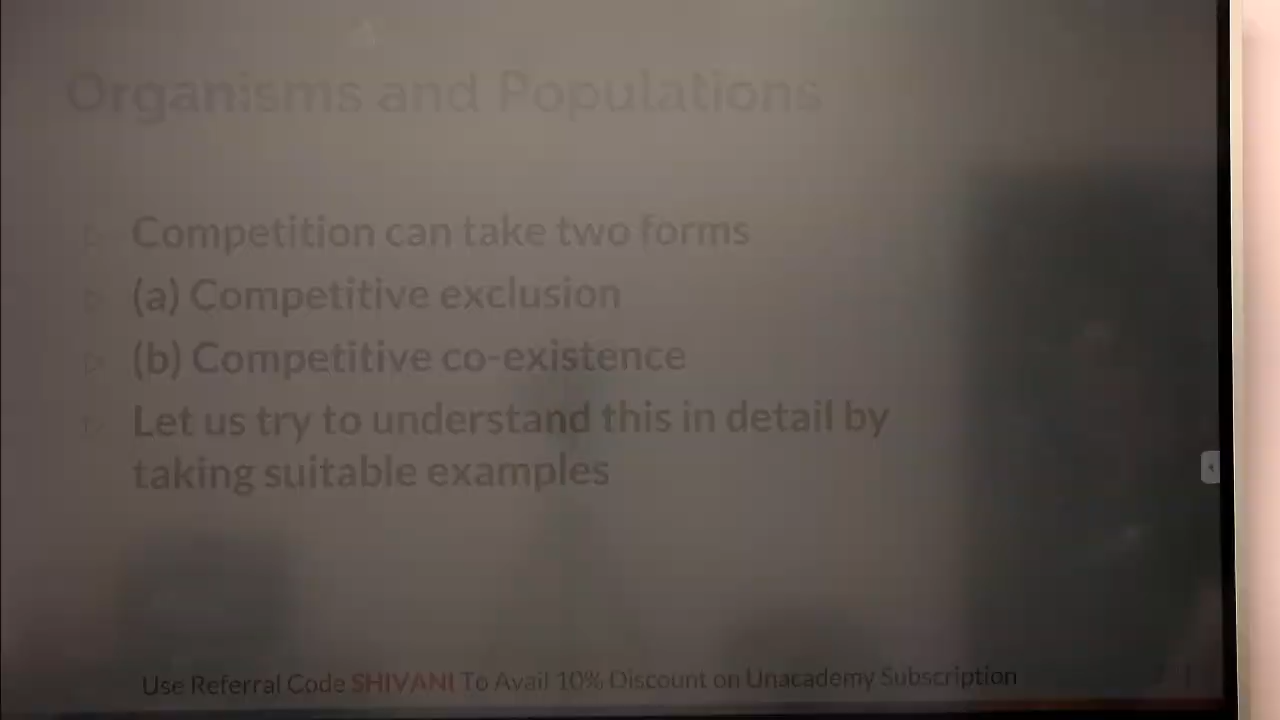 Organisms and Populations
Competition can take two forms
(a) Competitive exclusion
(b) Competitive co-existence
Let us try to understand this in detail by
taking suitable examples
Use Referral Code SHIVANI To Avail 10% Discount on Unacademy Subscription